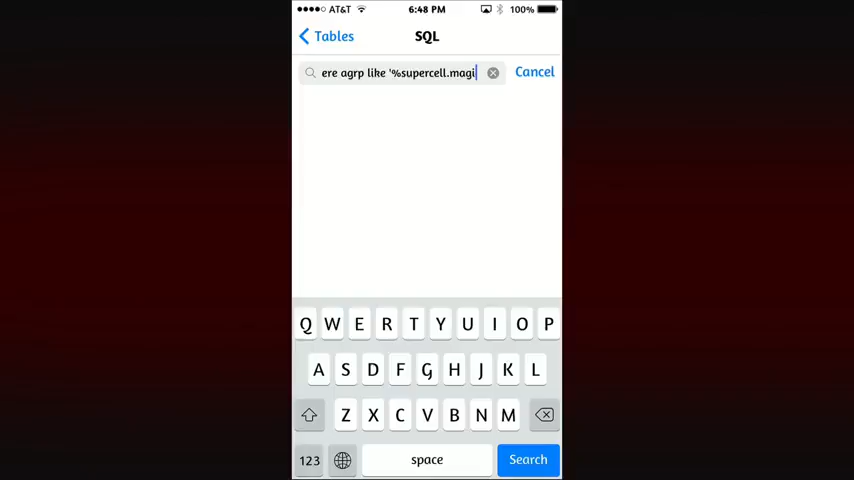 AT&T 6:48 PM 100%
Tables SQL
ere agrp like '%supercell.magi Cancel
Q W E R T Y U I O P
A S D F G H J K L
Z X C V B N M
123 space Search